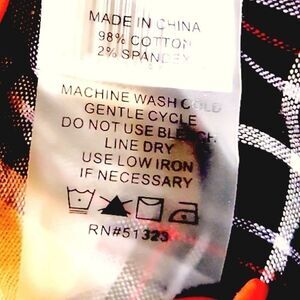 MADE IN CHINA
98% COTTON
2% SPANDEX
MACHINE WASH COLD
GENTLE CYCLE
DO NOT USE BLEACH
LINE DRY
USE LOW IRON
IF NECESSARY
RN#51323